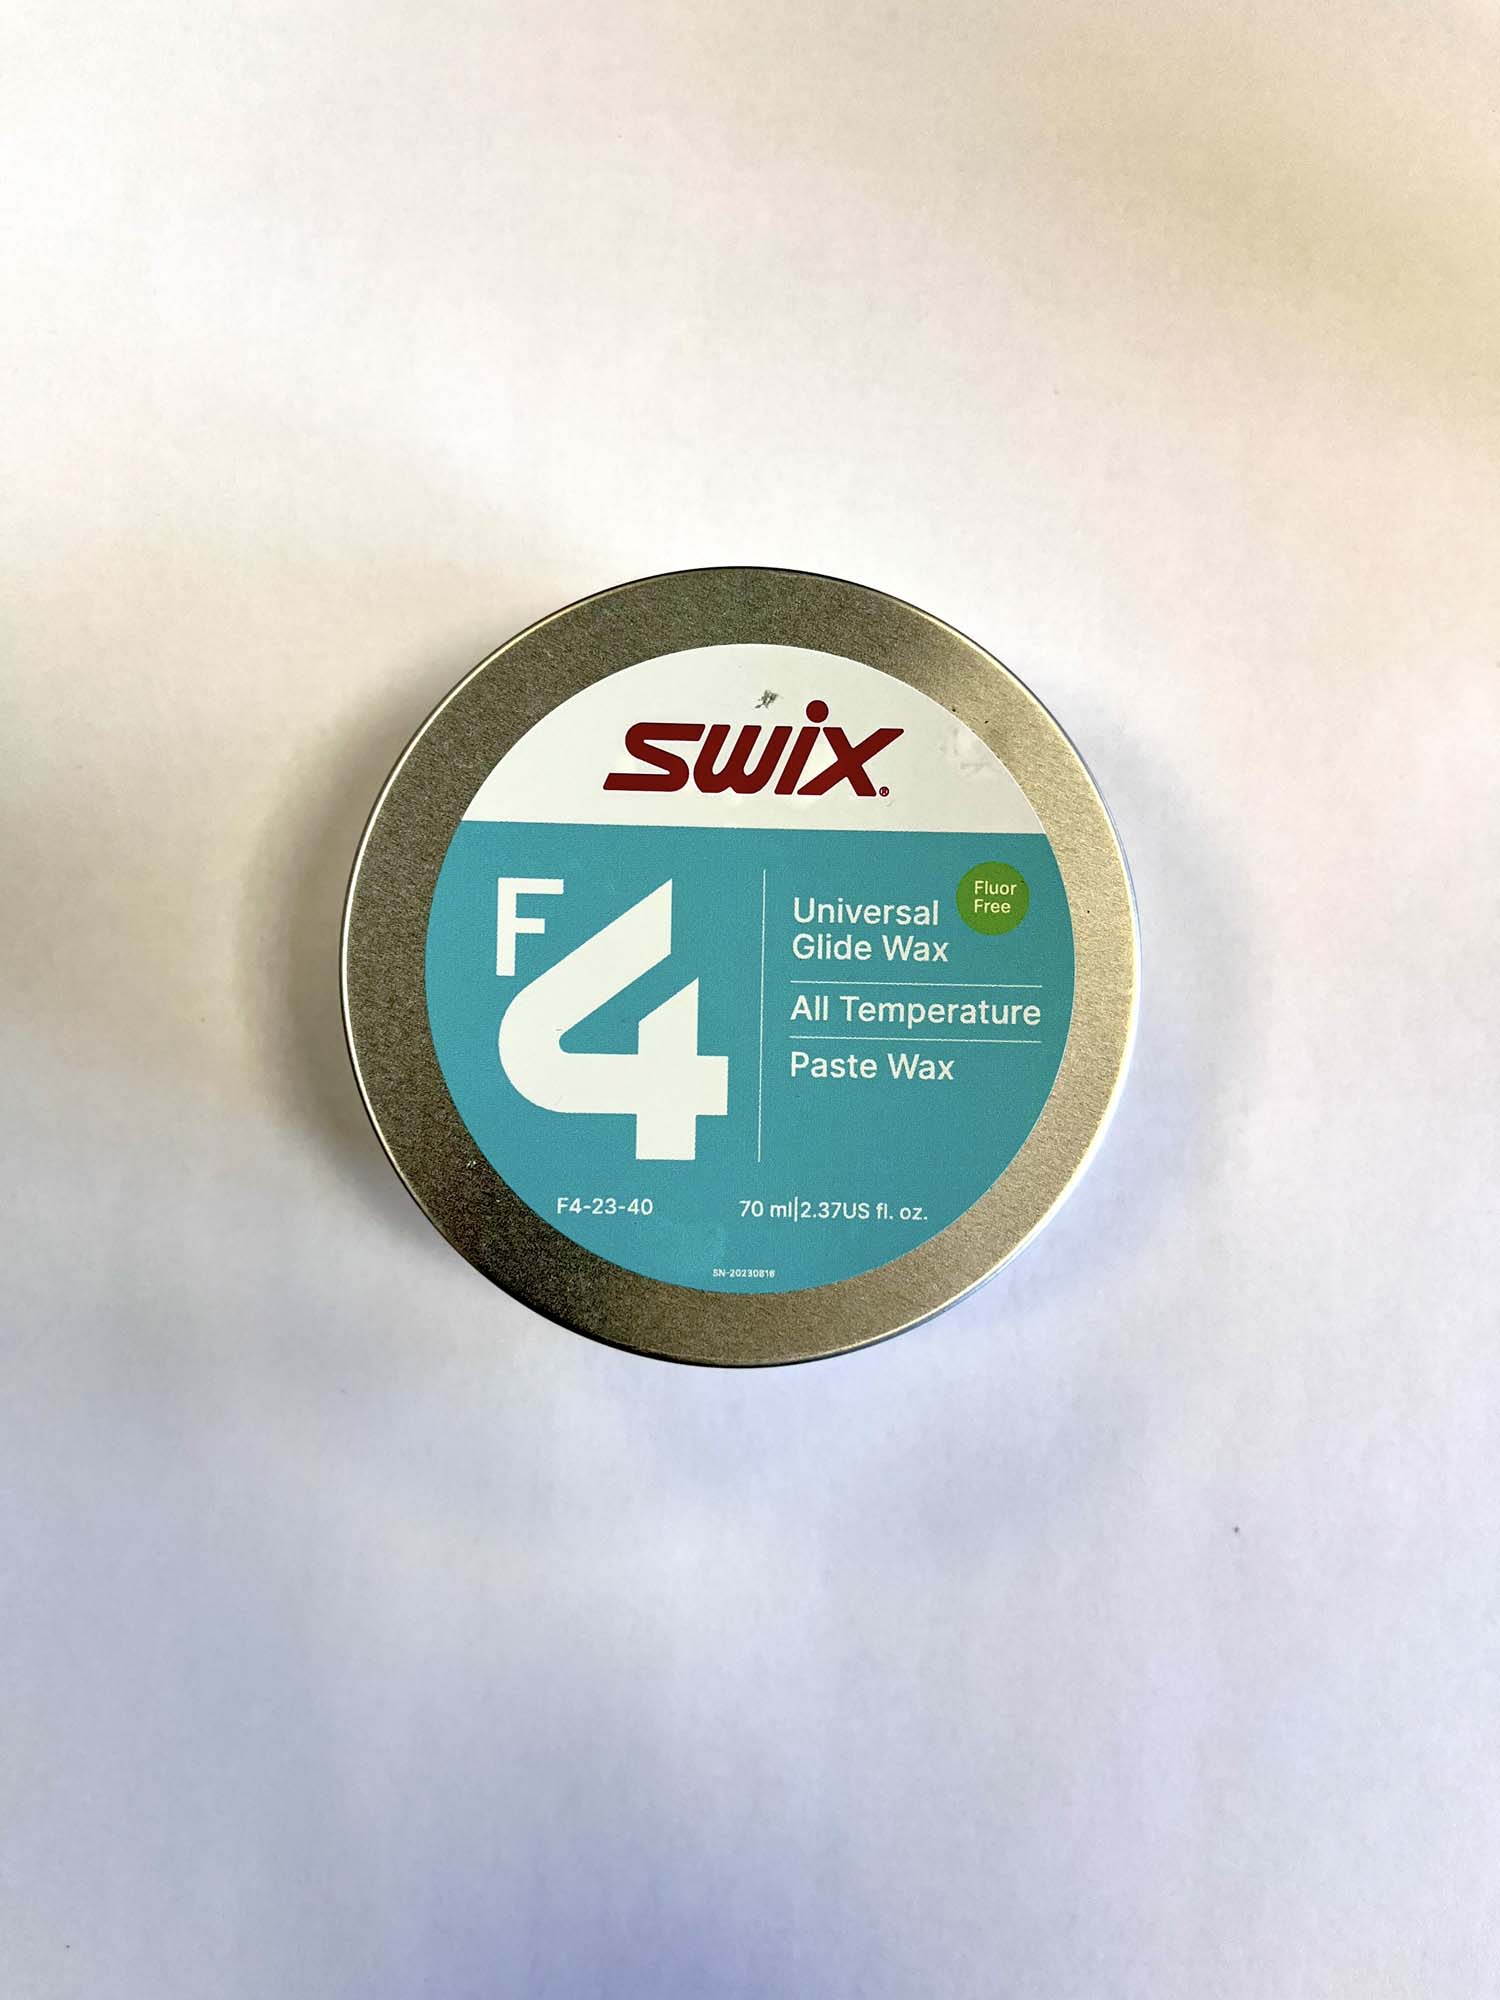 swix®
F4
Universal
Glide Wax
Fluor
Free
All Temperature
Paste Wax
F4-23-40
70 ml|2.37US fl. oz.
SN-20230816